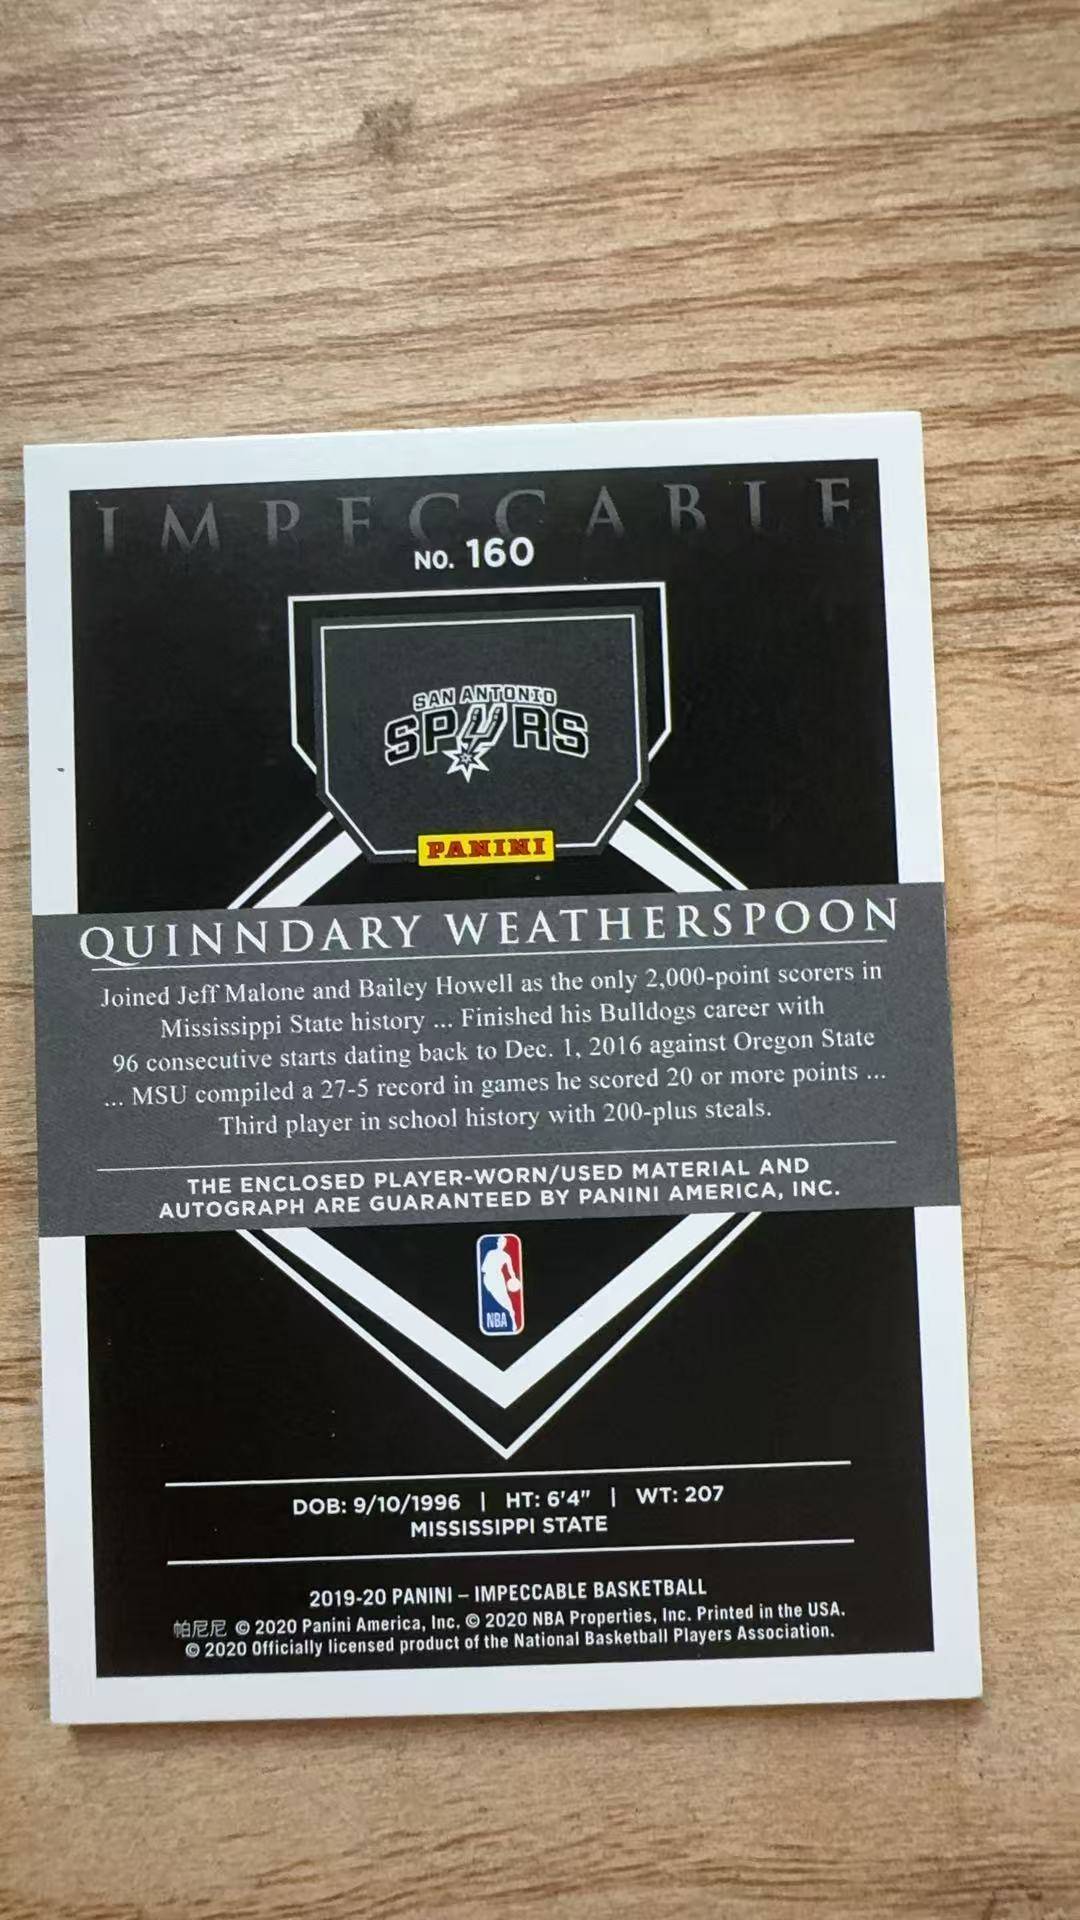 IMPECCABLE
NO. 160
SAN ANTONIO
SPURS
PANINI
QUINNDARY WEATHERSPOON
Joined Jeff Malone and Bailey Howell as the only 2,000-point scorers in
Mississippi State history ... Finished his Bulldogs career with
96 consecutive starts dating back to Dec. 1, 2016 against Oregon State
... MSU compiled a 27-5 record in games he scored 20 or more points ...
Third player in school history with 200-plus steals.
THE ENCLOSED PLAYER-WORN/USED MATERIAL AND
AUTOGRAPH ARE GUARANTEED BY PANINI AMERICA, INC.
NBA
DOB: 9/10/1996 | HT: 6'4" | WT: 207
MISSISSIPPI STATE
2019-20 PANINI – IMPECCABLE BASKETBALL
帕尼尼 © 2020 Panini America, Inc. © 2020 NBA Properties, Inc. Printed in the USA.
© 2020 Officially licensed product of the National Basketball Players Association.